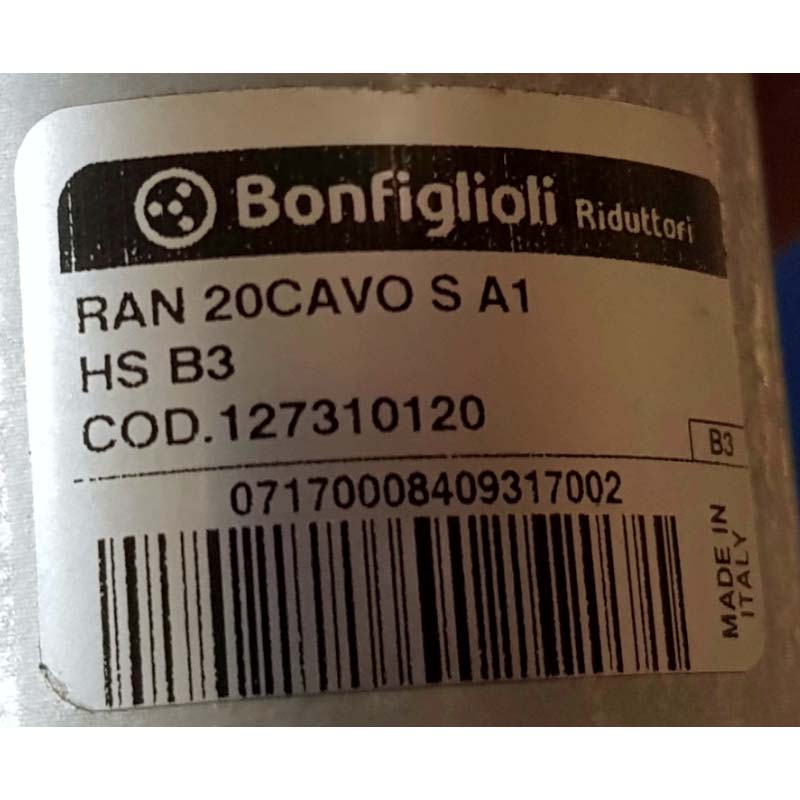 Bonfiglioli Riduttori
RAN 20CAVO S A1
HS B3
COD.127310120
B3
07170008409317002
MADE IN
ITALY